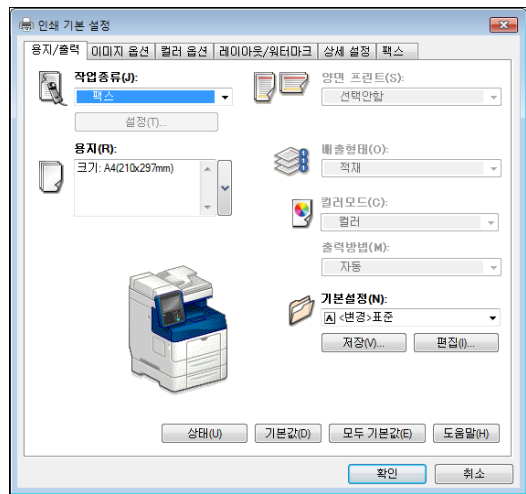 인쇄 기본 설정
용지/출력 이미지 옵션 컬러 옵션 레이아웃/워터마크 상세 설정 팩스
작업종류(J):
팩스
설정(T)...
용지(R):
크기: A4(210x297mm)
양면 프린트(S):
선택안함
배출형태(O):
적재
컬러모드(C):
컬러
출력방법(M):
자동
기본설정(N):
A <변경>표준
저장(V)... 편집(I)...
상태(U) 기본값(D) 모두 기본값(E) 도움말(H)
확인 취소